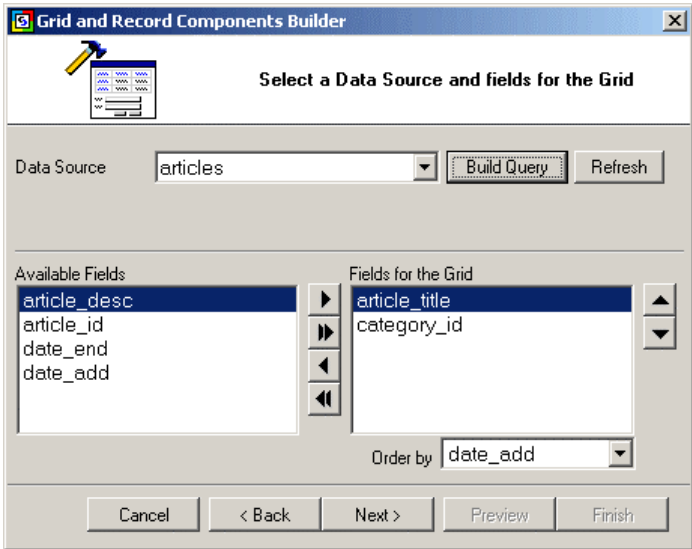 Grid and Record Components Builder
Select a Data Source and fields for the Grid
Data Source articles Build Query Refresh
Available Fields Fields for the Grid
article_desc article_title
article_id category_id
date_end
date_add
Order by date_add
Cancel < Back Next > Preview Finish